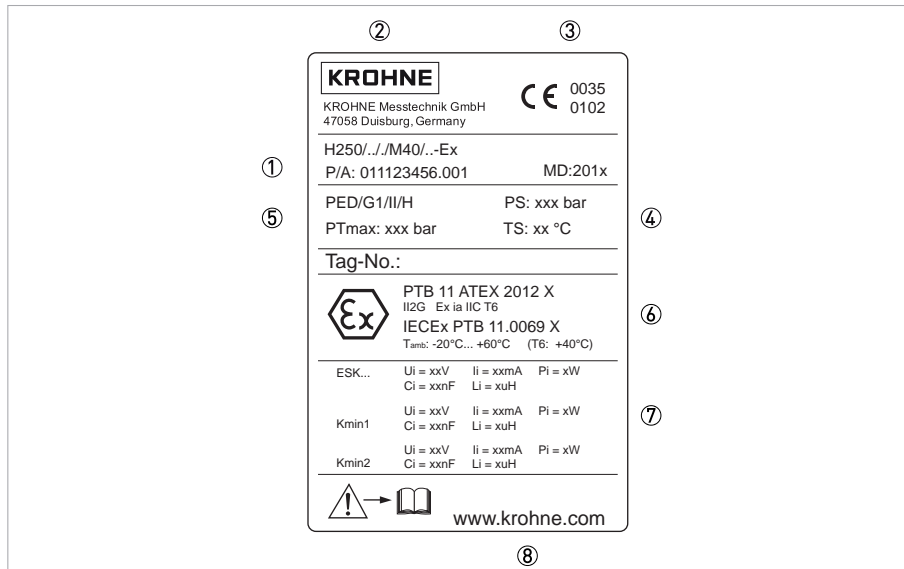 ② ③
KROHNE
KROHNE Messtechnik GmbH
47058 Duisburg, Germany
CE 0035
0102
H250/../../M40/..-Ex
① P/A: 011123456.001 MD:201x
PED/G1/II/H PS: xxx bar
⑤ PTmax: xxx bar TS: xx °C ④
Tag-No.:
Ex
PTB 11 ATEX 2012 X
II2G Ex ia IIC T6
IECEx PTB 11.0069 X ⑥
Tamb: -20°C... +60°C (T6: +40°C)
ESK... Ui = xxV Ii = xxmA Pi = xW
Ci = xxnF Li = xuH
Ui = xxV Ii = xxmA Pi = xW ⑦
Kmin1 Ci = xxnF Li = xuH
Ui = xxV Ii = xxmA Pi = xW
Kmin2 Ci = xxnF Li = xuH
www.krohne.com
⑧